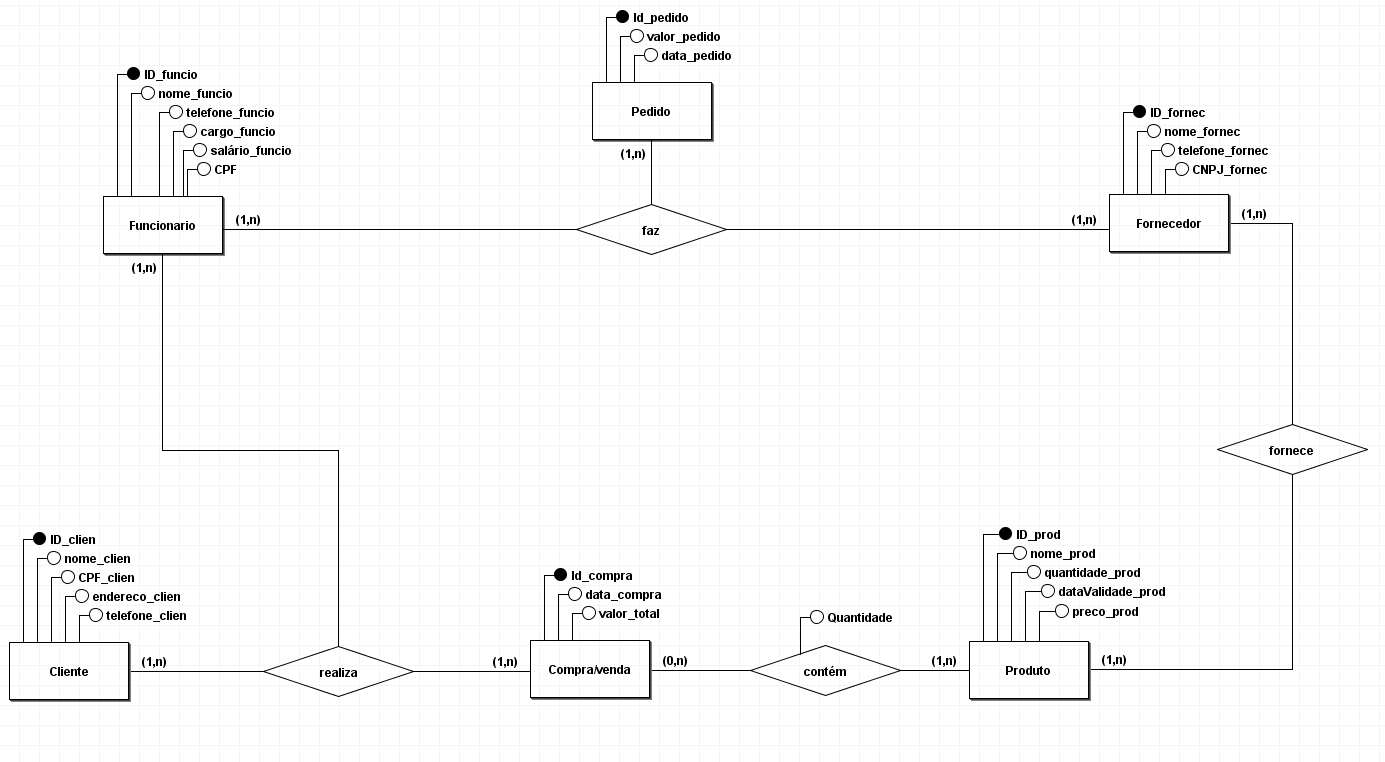 Id_pedido
valor_pedido
data_pedido
Pedido
(1,n)
ID_funcio
nome_funcio
telefone_funcio
cargo_funcio
salário_funcio
CPF
Funcionario
(1,n)
(1,n)
faz
ID_fornec
nome_fornec
telefone_fornec
CNPJ_fornec
(1,n)
Fornecedor
(1,n)
fornece
ID_clien
nome_clien
CPF_clien
endereco_clien
telefone_clien
Cliente
(1,n)
realiza
Id_compra
data_compra
valor_total
(1,n)
Compra/venda
(0,n)
Quantidade
contém
ID_prod
nome_prod
quantidade_prod
dataValidade_prod
preco_prod
(1,n)
Produto
(1,n)